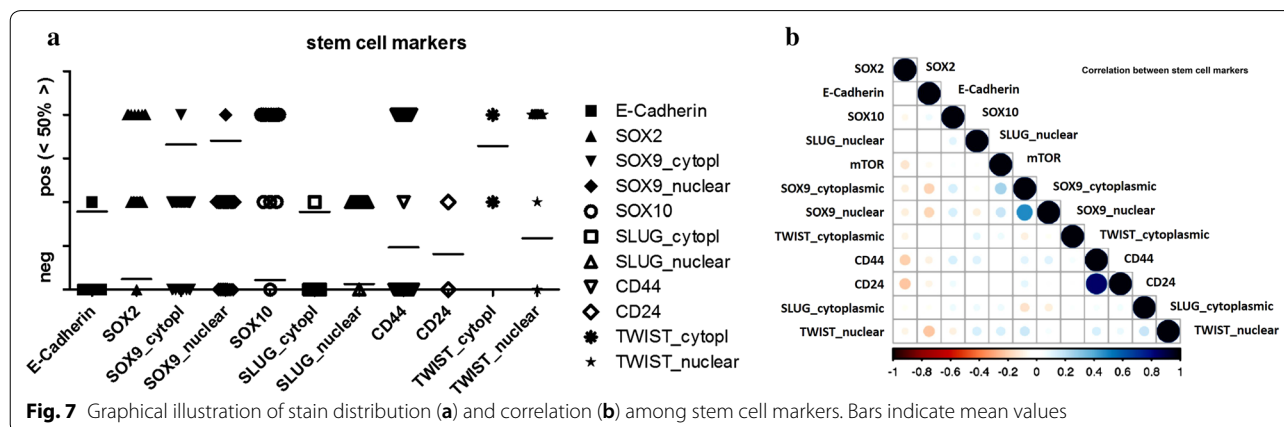 a
stem cell markers
pos (< 50% >)
neg
E-Cadherin
SOX2
SOX9_cytopl
SOX9_nuclear
SOX10
SLUG_cytopl
SLUG_nuclear
CD44
CD24
TWIST_cytopl
TWIST_nuclear
E-Cadherin
SOX2
SOX9_cytopl
SOX9_nuclear
SOX10
SLUG_cytopl
SLUG_nuclear
CD44
CD24
TWIST_cytopl
TWIST_nuclear
b
Correlation between stem cell markers
SOX2 SOX2
E-Cadherin E-Cadherin
SOX10 SOX10
SLUG_nuclear SLUG_nuclear
mTOR mTOR
SOX9_cytoplasmic SOX9_cytoplasmic
SOX9_nuclear SOX9_nuclear
TWIST_cytoplasmic TWIST_cytoplasmic
CD44 CD44
CD24 CD24
SLUG_cytoplasmic SLUG_cytoplasmic
TWIST_nuclear TWIST_nuclear
-1 -0.8 -0.6 -0.4 -0.2 0 0.2 0.4 0.6 0.8 1
Fig. 7 Graphical illustration of stain distribution (a) and correlation (b) among stem cell markers. Bars indicate mean values